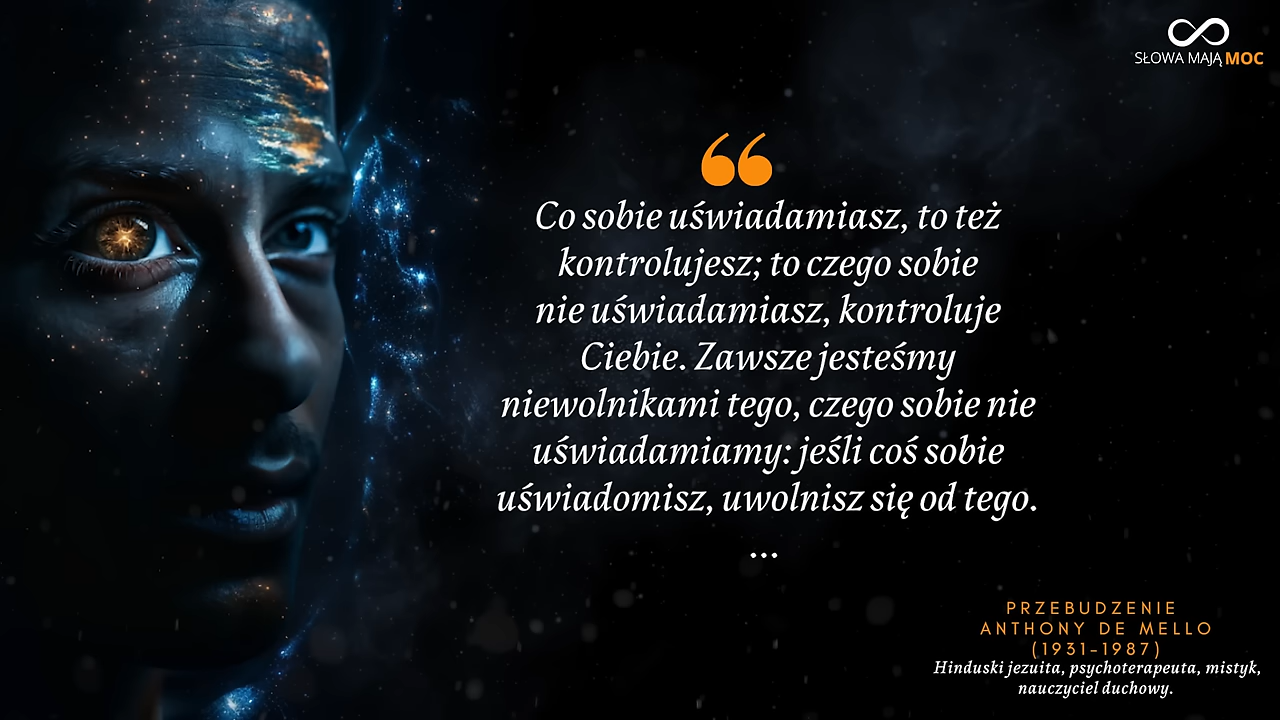 SŁOWA MAJĄ MOC
Co sobie uświadamiasz, to też
kontrolujesz; to czego sobie
nie uświadamiasz, kontroluje
Ciebie. Zawsze jesteśmy
niewolnikami tego, czego sobie nie
uświadamiamy: jeśli coś sobie
uświadomisz, uwolnisz się od tego.
...
PRZEBUDZENIE
ANTHONY DE MELLO
(1931-1987)
Hinduski jezuita, psychoterapeuta, mistyk,
nauczyciel duchowy.